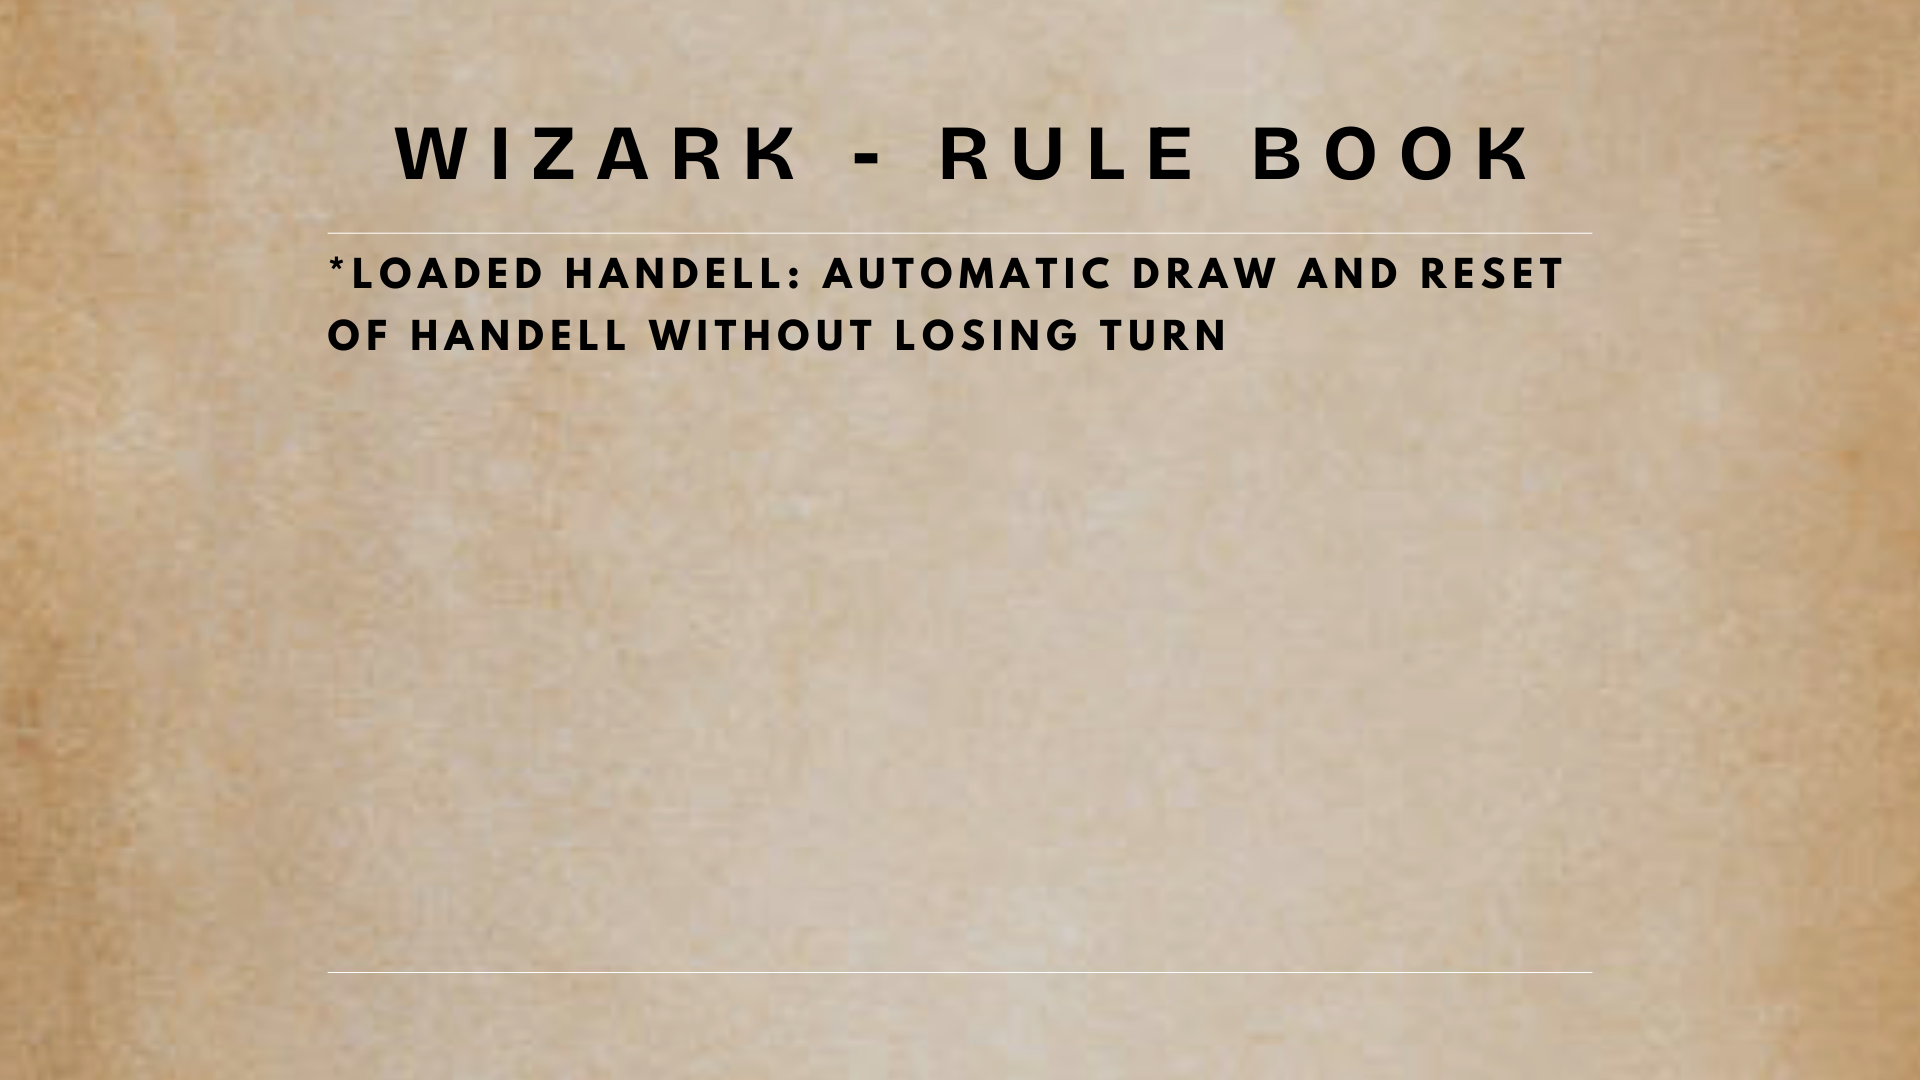 WIZARK - RULE BOOK
*LOADED HANDELL: AUTOMATIC DRAW AND RESET
OF HANDELL WITHOUT LOSING TURN